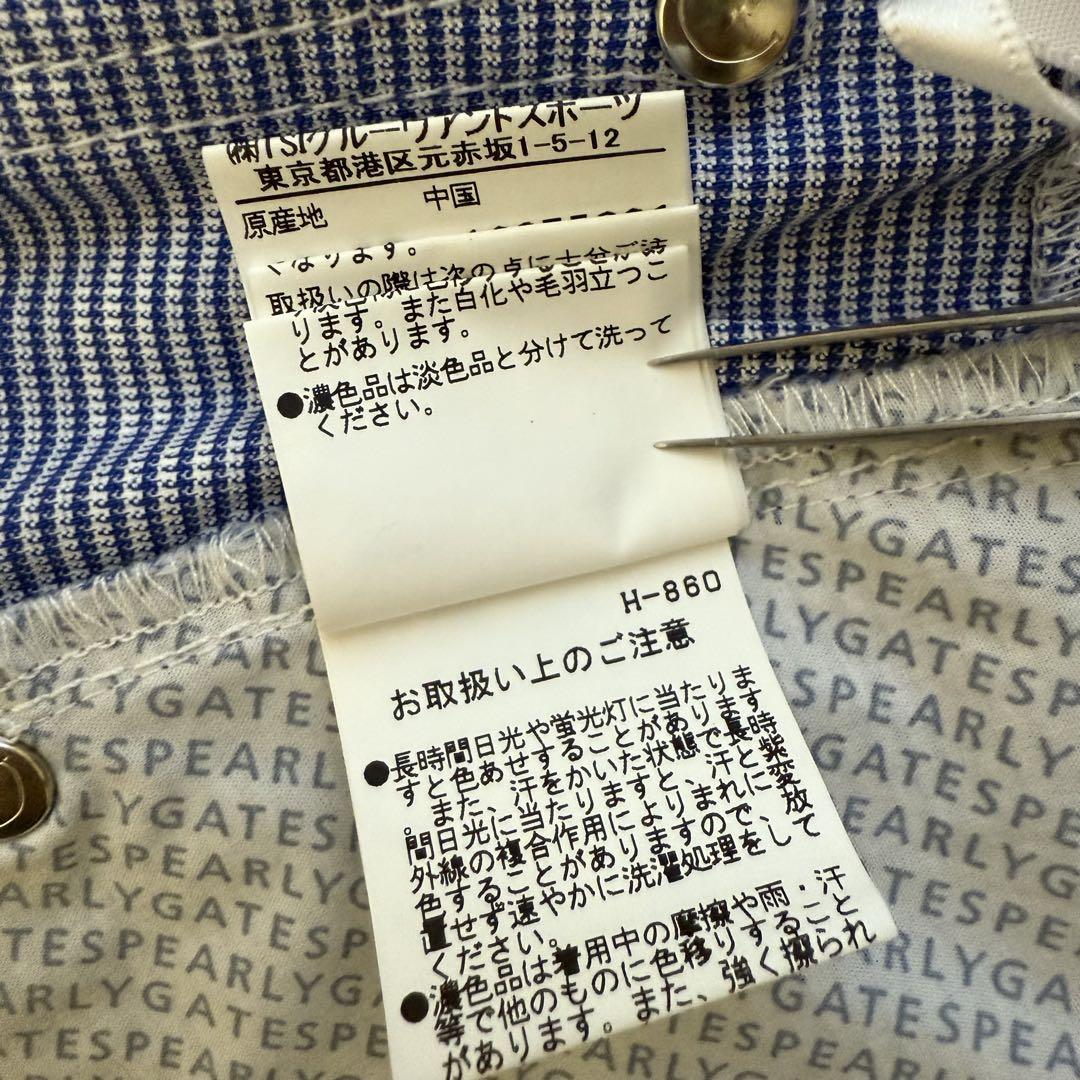 ㈱TSIグルーヴアンドスポーツ
東京都港区元赤坂1-5-12
原産地 中国
くなります。
取扱いの際は次の点に十分ご注
ります。また白化や毛羽立つこ
とがあります。
●濃色品は淡色品と分けて洗って
ください。
H-860
お取扱い上のご注意
●長時間日光や蛍光灯に当たりま
すと色あせすることがあります
。また、汗をかいた状態で長時
間日光に当たりますと、汗と紫
外線の複合作用によりまれに変
色することがありますので、放
置せず速やかに洗濯処理をして
ください。
●濃色品は着用中の摩擦や雨・汗
等で他のものに色移りすること
があります。また、強く擦られ
PEARLYGATESPEARLYGATES